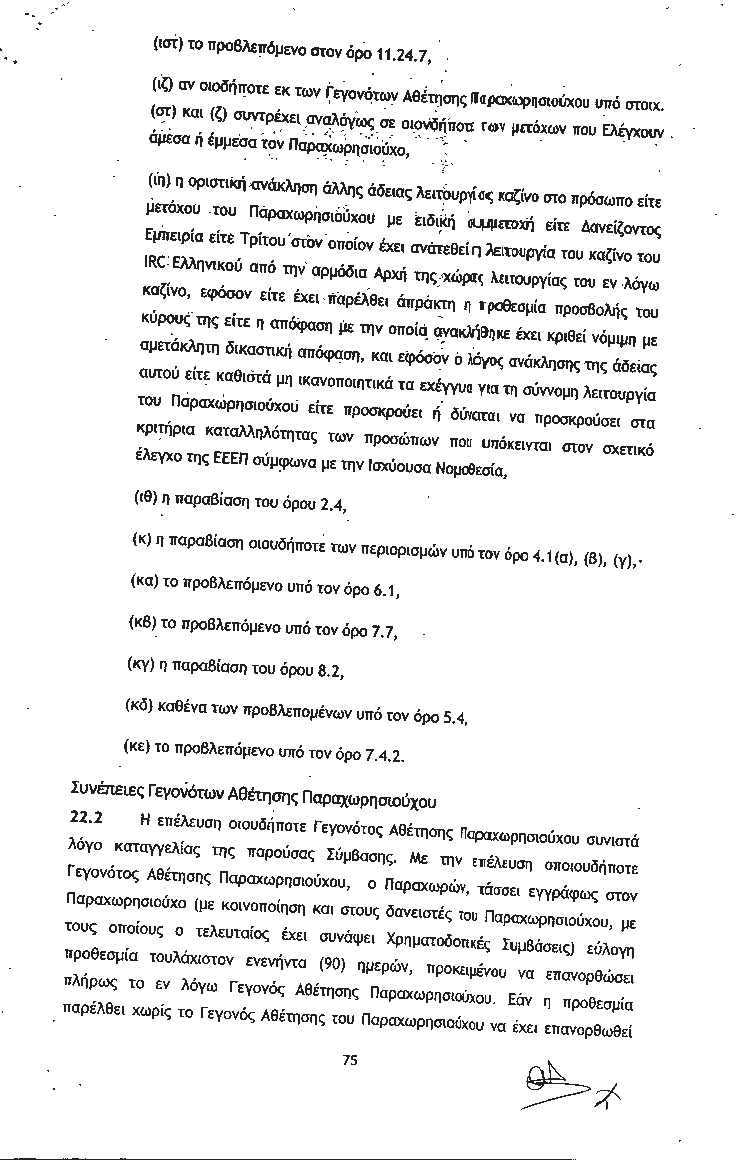 (ιστ) το προβλεπόμενο στον όρο 11.24.7,
(ιζ) αν οιοδήποτε εκ των Γεγονότων Αθέτησης Παραχωρησιούχου υπό στοιχ.
(στ) και (ζ) συντρέχει αναλόγως σε οιονδήποτε των μετόχων που Ελέγχουν
άμεσα ή έμμεσα τον Παραχωρησιούχο,
(ιη) η οριστική ανάκληση άλλης άδειας λειτουργίας καζίνο στο πρόσωπο είτε
μετόχου του Παραχωρησιούχου με ειδική συμμετοχή είτε Δανείζοντος
Εμπειρία είτε Τρίτου στον οποίον έχει ανατεθεί η λειτουργία του καζίνο του
IRC Ελληνικού από την αρμόδια Αρχή της χώρας λειτουργίας του εν λόγω
καζίνο, εφόσον είτε έχει παρέλθει άπρακτη η προθεσμία προσβολής του
κύρους της είτε η απόφαση με την οποία ανακλήθηκε έχει κριθεί νόμιμη με
αμετάκλητη δικαστική απόφαση, και εφόσον ο λόγος ανάκλησης της άδειας
αυτού είτε καθιστά μη ικανοποιητικά τα εχέγγυα για τη σύννομη λειτουργία
του Παραχωρησιούχου είτε προσκρούει ή δύναται να προσκρούσει στα
κριτήρια καταλληλότητας των προσώπων που υπόκεινται στον σχετικό
έλεγχο της ΕΕΕΠ σύμφωνα με την Ισχύουσα Νομοθεσία,
(ιθ) η παραβίαση του όρου 2.4,
(κ) η παραβίαση οιουδήποτε των περιορισμών υπό τον όρο 4.1(α), (β), (γ),
(κα) το προβλεπόμενο υπό τον όρο 6.1,
(κβ) το προβλεπόμενο υπό τον όρο 7.7,
(κγ) η παραβίαση του όρου 8.2,
(κδ) καθένα των προβλεπομένων υπό τον όρο 5.4,
(κε) το προβλεπόμενο υπό τον όρο 7.4.2.
Συνέπειες Γεγονότων Αθέτησης Παραχωρησιούχου
22.2 Η επέλευση οιουδήποτε Γεγονότος Αθέτησης Παραχωρησιούχου συνιστά
λόγο καταγγελίας της παρούσας Σύμβασης. Με την επέλευση οποιουδήποτε
Γεγονότος Αθέτησης Παραχωρησιούχου, ο Παραχωρών, τάσσει εγγράφως στον
Παραχωρησιούχο (με κοινοποίηση και στους δανειστές του Παραχωρησιούχου, με
τους οποίους ο τελευταίος έχει συνάψει Χρηματοδοτικές Συμβάσεις) εύλογη
προθεσμία τουλάχιστον ενενήντα (90) ημερών, προκειμένου να επανορθώσει
πλήρως το εν λόγω Γεγονός Αθέτησης Παραχωρησιούχου. Εάν η προθεσμία
παρέλθει χωρίς το Γεγονός Αθέτησης του Παραχωρησιούχου να έχει επανορθωθεί
75